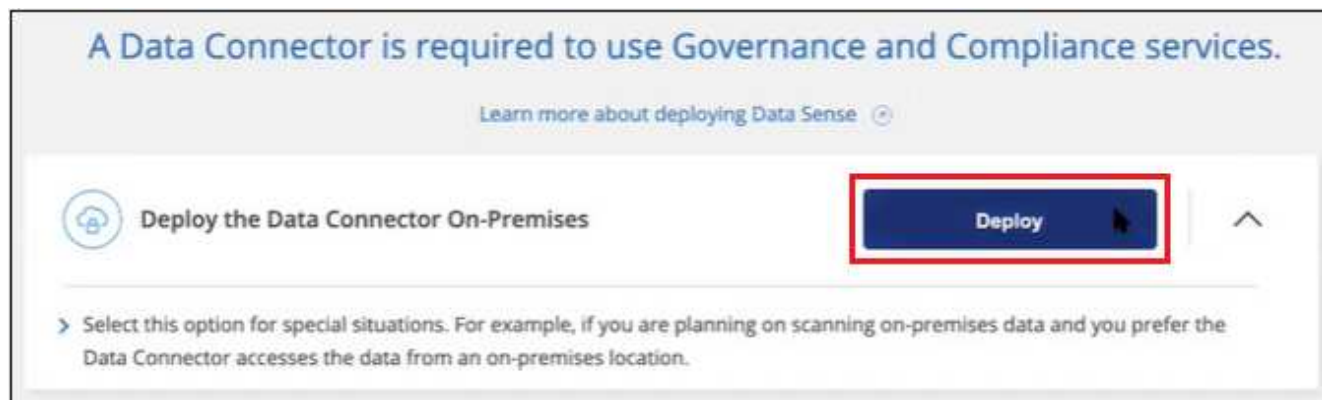 A Data Connector is required to use Governance and Compliance services.
Learn more about deploying Data Sense
Deploy the Data Connector On-Premises
Deploy
Select this option for special situations. For example, if you are planning on scanning on-premises data and you prefer the
Data Connector accesses the data from an on-premises location.